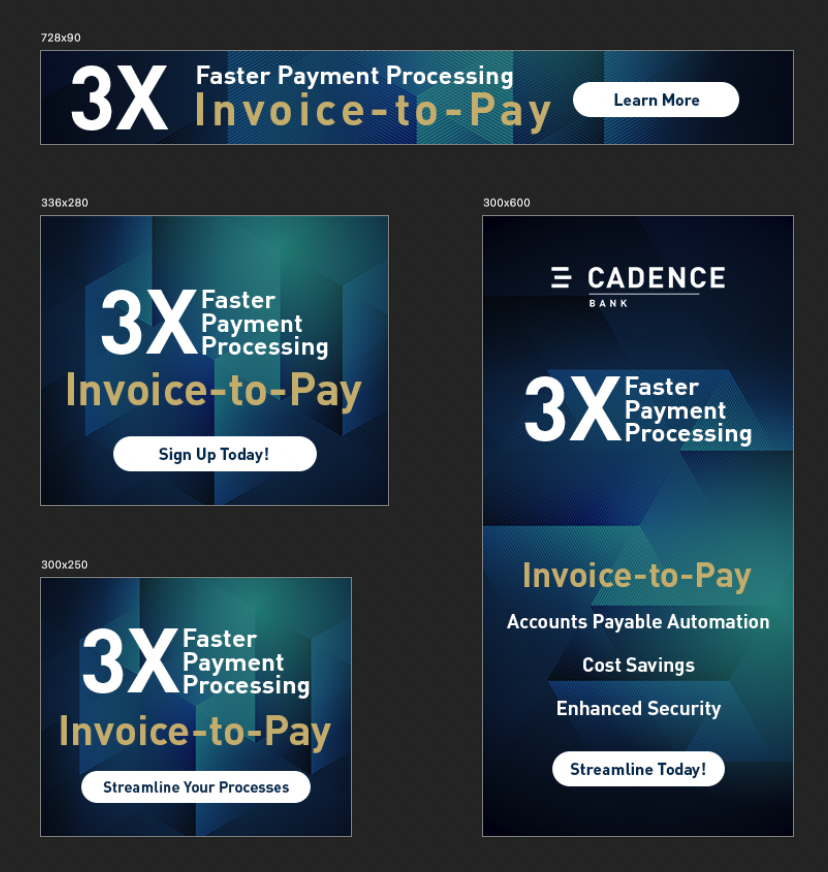 728x90
3X
Faster Payment Processing
Invoice-to-Pay
Learn More
336x280
3X
Faster
Payment
Processing
Invoice-to-Pay
Sign Up Today!
300x250
3X
Faster
Payment
Processing
Invoice-to-Pay
Streamline Your Processes
300x600
CADENCE
BANK
3X
Faster
Payment
Processing
Invoice-to-Pay
Accounts Payable Automation
Cost Savings
Enhanced Security
Streamline Today!